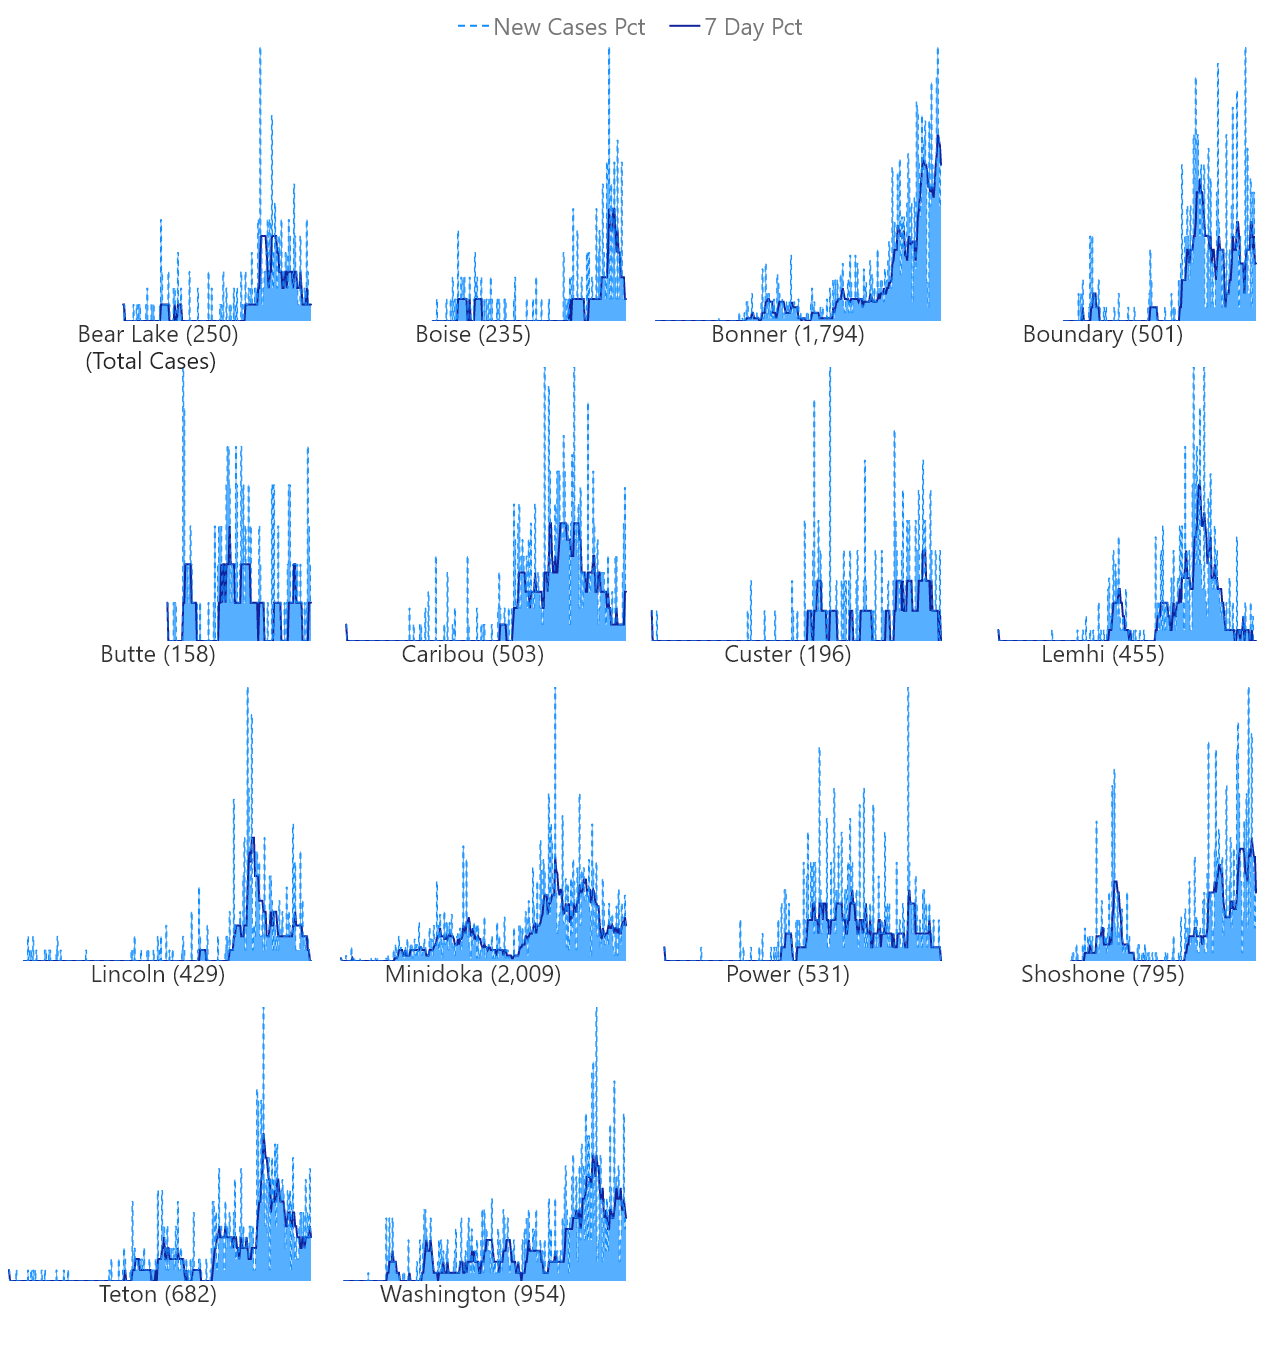 New Cases Pct 7 Day Pct
Bear Lake (250) Boise (235) Bonner (1,794) Boundary (501)
(Total Cases)
Butte (158) Caribou (503) Custer (196) Lemhi (455)
Lincoln (429) Minidoka (2,009) Power (531) Shoshone (795)
Teton (682) Washington (954)